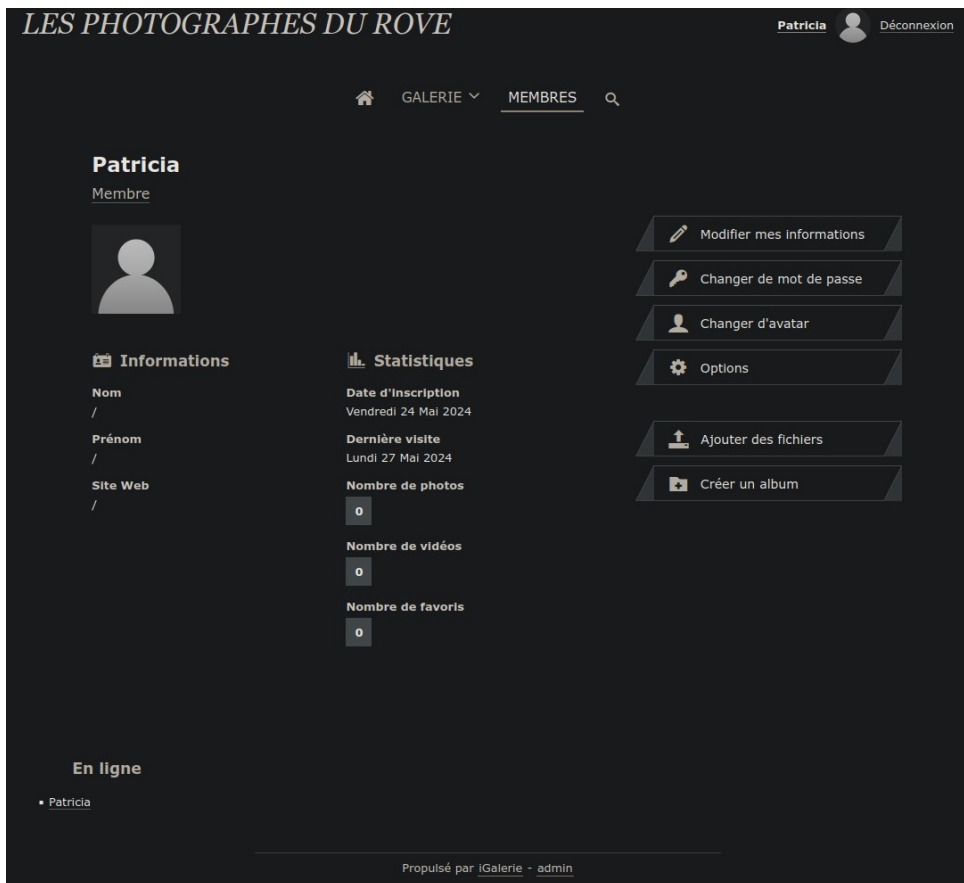 LES PHOTOGRAPHES DU ROVE
Patricia
Déconnexion
GALERIE
MEMBRES
Patricia
Membre
Modifier mes informations
Changer de mot de passe
Changer d'avatar
Options
Ajouter des fichiers
Créer un album
Informations
Nom
/
Prénom
/
Site Web
/
Statistiques
Date d'inscription
Vendredi 24 Mai 2024
Dernière visite
Lundi 27 Mai 2024
Nombre de photos
0
Nombre de vidéos
0
Nombre de favoris
0
En ligne
Patricia
Propulsé par iGalerie - admin